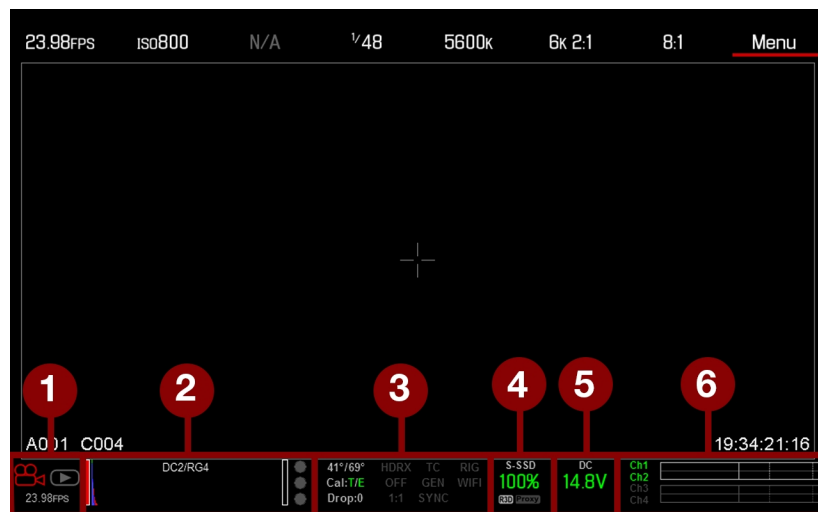 23.98FPS ISO800 N/A 1/48 5600K 6K 2:1 8:1 Menu
1 2 3 4 5 6
A001 C004 19:34:21:16
DC2/RG4 41°/69° HDRX TC RIG S-SSD DC Ch1
Cal:T/E OFF GEN WIFI 100% 14.8V Ch2
23.98FPS Drop:0 1:1 SYNC R3D Proxy Ch3
Ch4